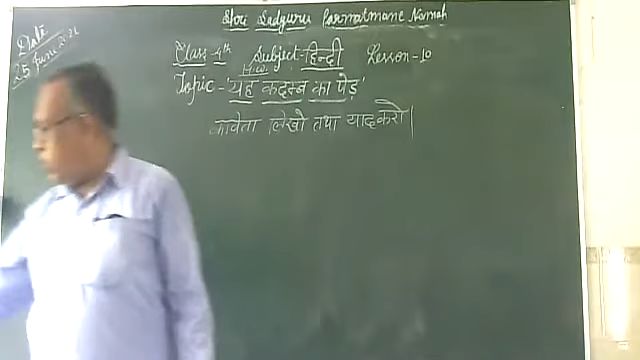 Shri Sadguru Parmatmane Namah
Date
25 June 2021
Class 4th Subject-हिन्दी Lesson-10
H.W.
Topic-'यह कदम्ब का पेड़'
कविता लिखो तथा याद करो|